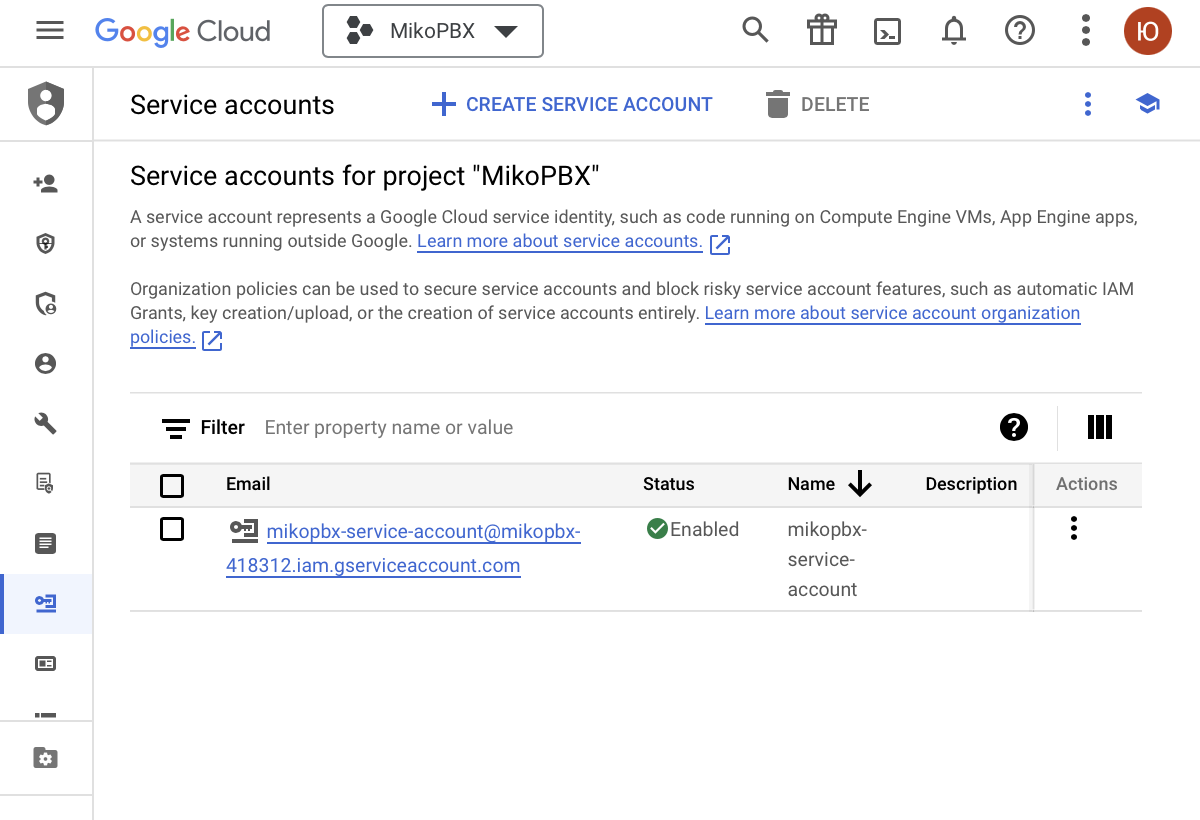 Google Cloud
MikoPBX
Ю
Service accounts
CREATE SERVICE ACCOUNT
DELETE
Service accounts for project "MikoPBX"
A service account represents a Google Cloud service identity, such as code running on Compute Engine VMs, App Engine apps,
or systems running outside Google. Learn more about service accounts.
Organization policies can be used to secure service accounts and block risky service account features, such as automatic IAM
Grants, key creation/upload, or the creation of service accounts entirely. Learn more about service account organization
policies.
Filter Enter property name or value
Email Status Name Description Actions
mikopbx-service-account@mikopbx- Enabled mikopbx-
418312.iam.gserviceaccount.com service-
account